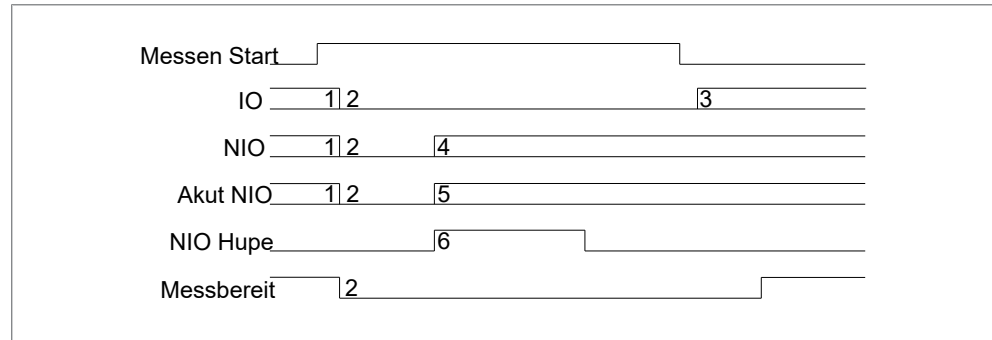 Messen Start
IO 1 2 3
NIO 1 2 4
Akut NIO 1 2 5
NIO Hupe 6
Messbereit 2